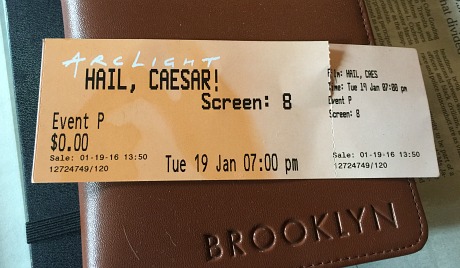 ArcLight
HAIL, CAESAR!
Screen: 8
Event P
$0.00
Sale: 01-19-16 13:50
12724749/120
Tue 19 Jan 07:00 pm
Film: HAIL, CAES
Time: Tue 19 Jan 07:00 pm
Event P
Screen: 8
Sale: 01-19-16 13:50
12724749/120
BROOKLYN